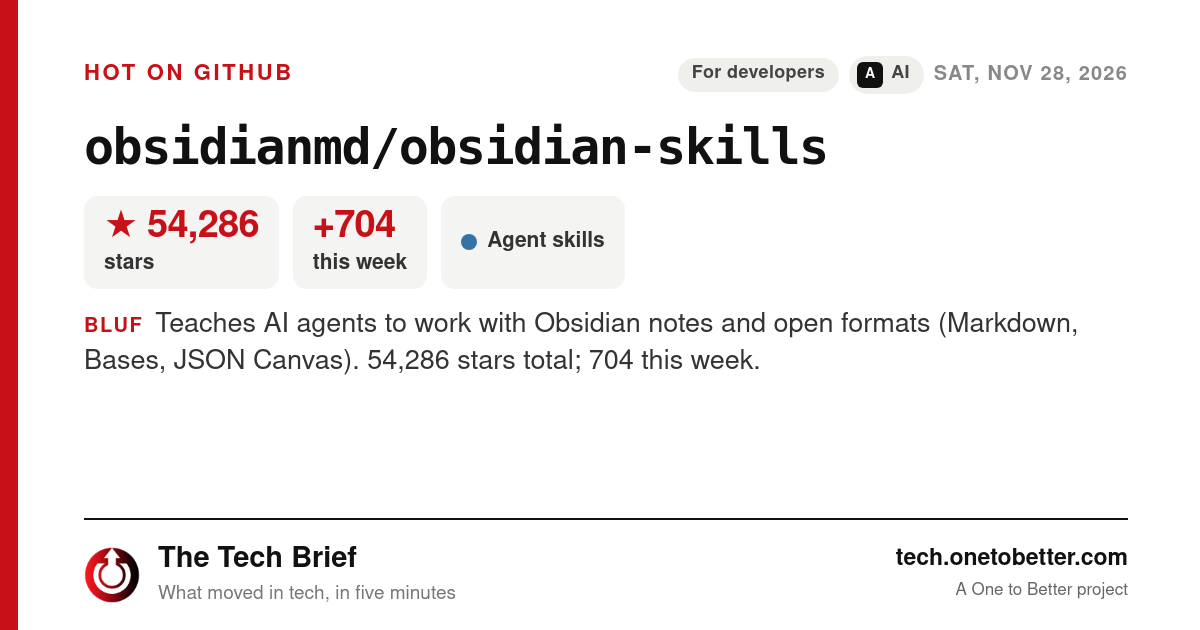 HOT ON GITHUB
For developers
A AI
SAT, NOV 28, 2026
obsidianmd/obsidian-skills
★ 54,286
stars
+704
this week
Agent skills
BLUF Teaches AI agents to work with Obsidian notes and open formats (Markdown,
Bases, JSON Canvas). 54,286 stars total; 704 this week.
The Tech Brief
What moved in tech, in five minutes
tech.onetobetter.com
A One to Better project